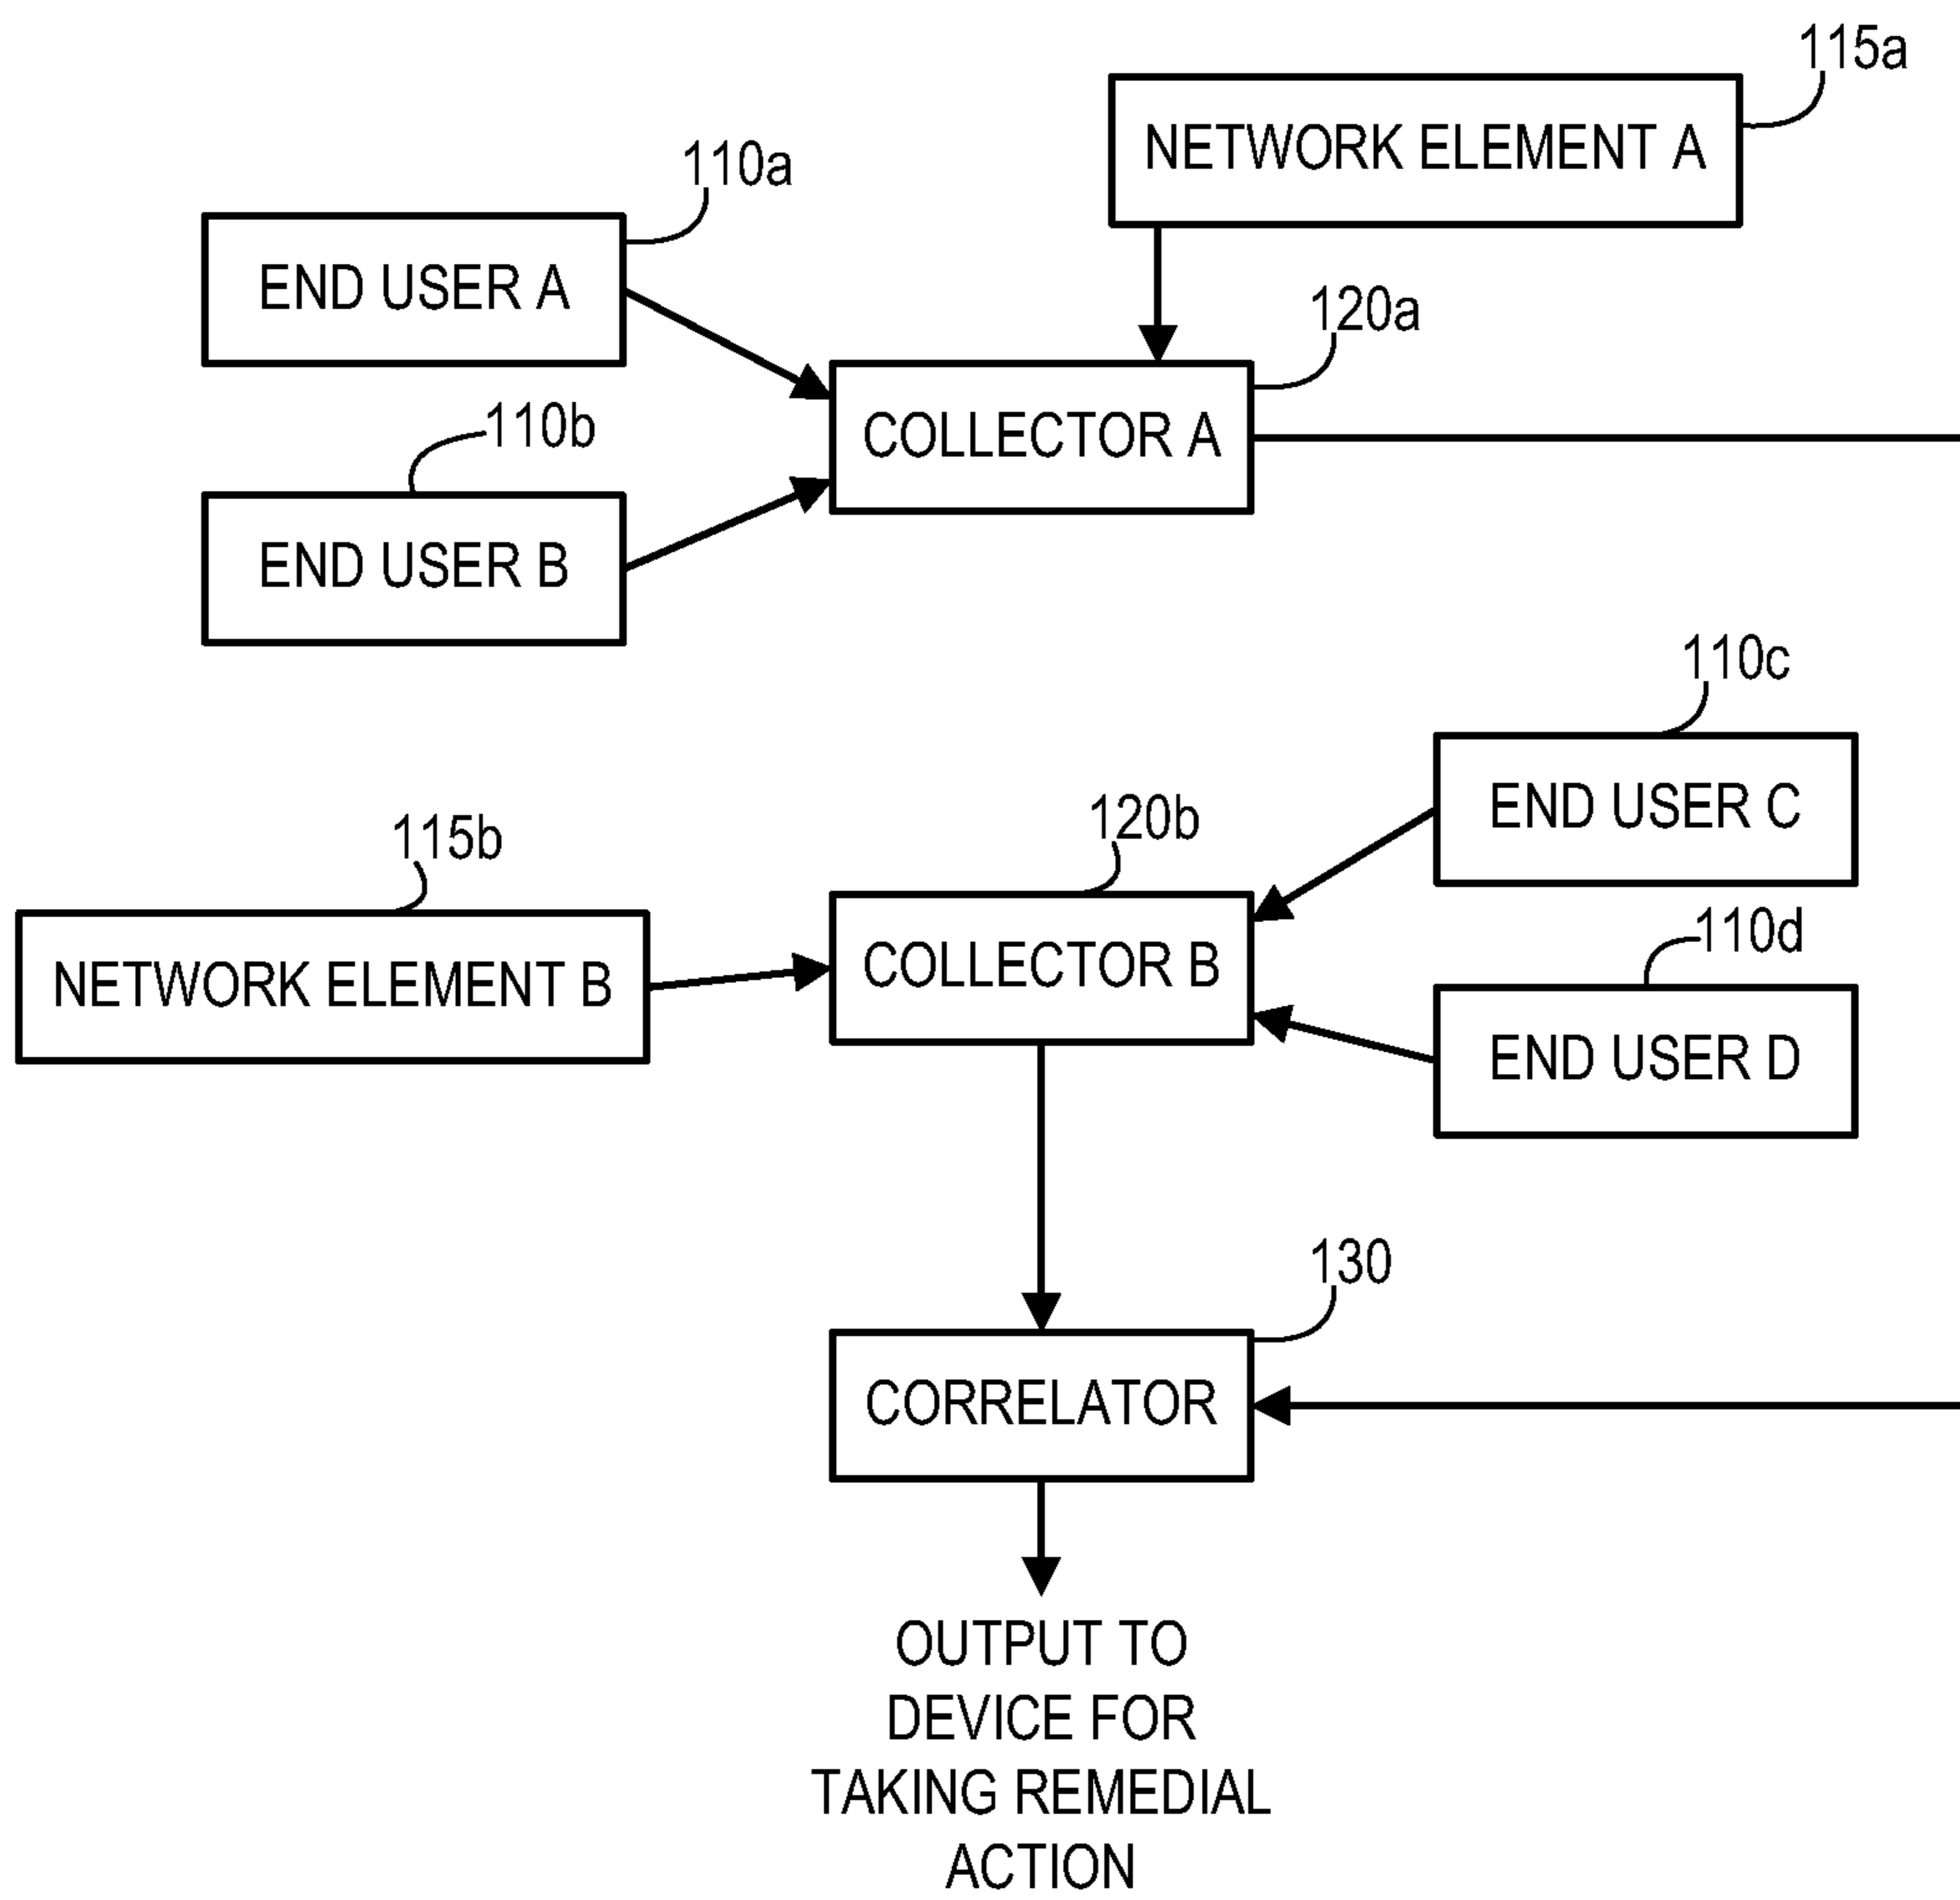 115a
NETWORK ELEMENT A
110a
END USER A
120a
COLLECTOR A
110b
END USER B
110c
END USER C
120b
115b
COLLECTOR B
110d
NETWORK ELEMENT B
END USER D
130
CORRELATOR
OUTPUT TO
DEVICE FOR
TAKING REMEDIAL
ACTION